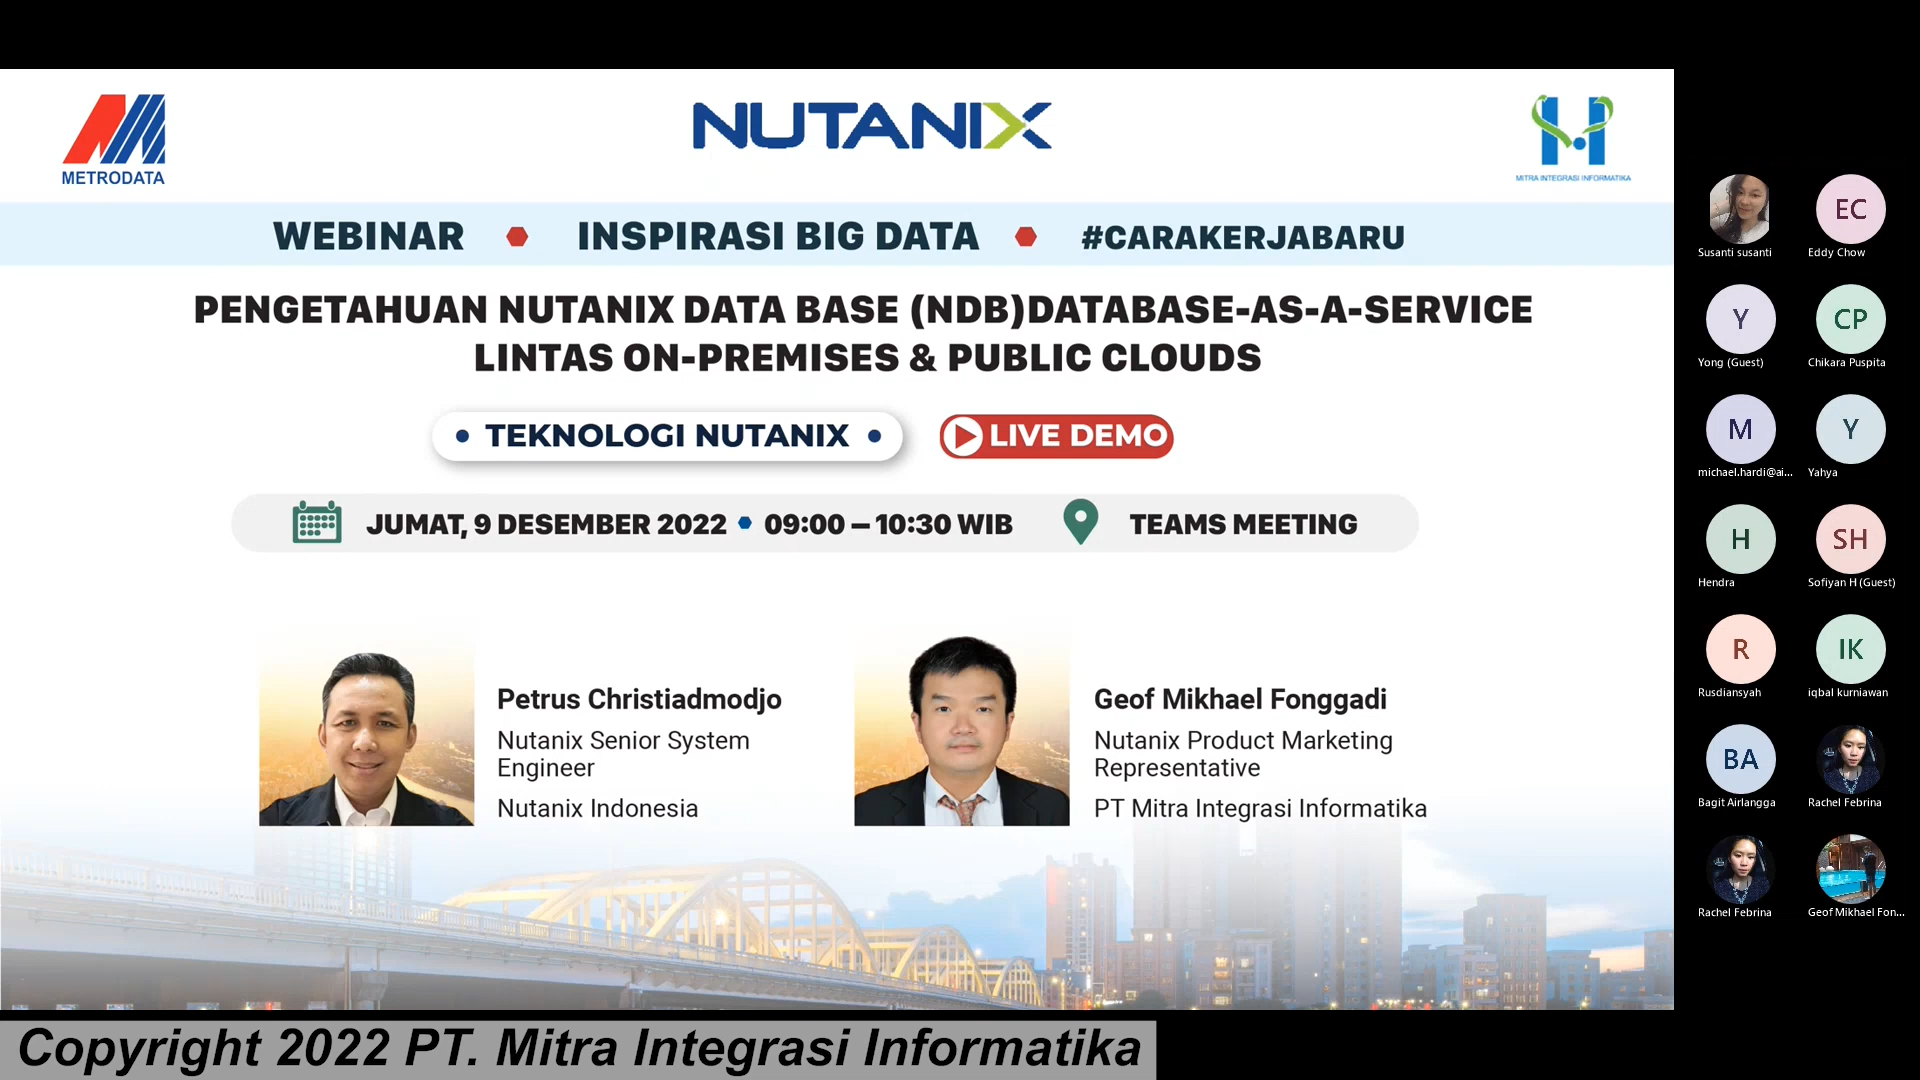 METRODATA
NUTANIX
MITRA INTEGRASI INFORMATIKA
WEBINAR • INSPIRASI BIG DATA • #CARAKERJABARU
PENGETAHUAN NUTANIX DATA BASE (NDB)DATABASE-AS-A-SERVICE
LINTAS ON-PREMISES & PUBLIC CLOUDS
• TEKNOLOGI NUTANIX •
LIVE DEMO
JUMAT, 9 DESEMBER 2022 • 09:00 – 10:30 WIB
TEAMS MEETING
Petrus Christiadmodjo
Nutanix Senior System
Engineer
Nutanix Indonesia
Geof Mikhael Fonggadi
Nutanix Product Marketing
Representative
PT Mitra Integrasi Informatika
Susanti susanti
EC
Eddy Chow
Y
Yong (Guest)
CP
Chikara Puspita
M
michael.hardi@ai...
Y
Yahya
H
Hendra
SH
Sofiyan H (Guest)
R
Rusdiansyah
IK
iqbal kurniawan
BA
Bagit Airlangga
Rachel Febrina
Rachel Febrina
Geof Mikhael Fon...
Copyright 2022 PT. Mitra Integrasi Informatika